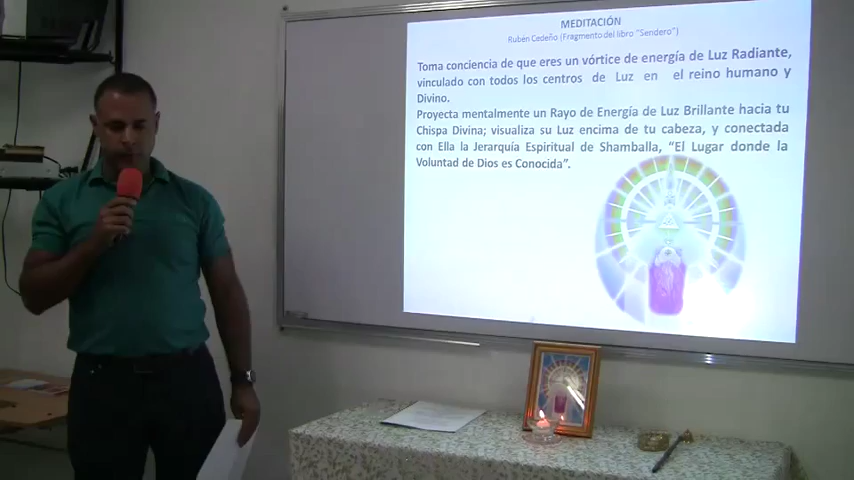 MEDITACIÓN
Rubén Cedeño (Fragmento del libro "Sendero")
Toma conciencia de que eres un vórtice de energía de Luz Radiante,
vinculado con todos los centros de Luz en el reino humano y
Divino.
Proyecta mentalmente un Rayo de Energía de Luz Brillante hacia tu
Chispa Divina; visualiza su Luz encima de tu cabeza, y conectada
con Ella la Jerarquía Espiritual de Shamballa, "El Lugar donde la
Voluntad de Dios es Conocida".